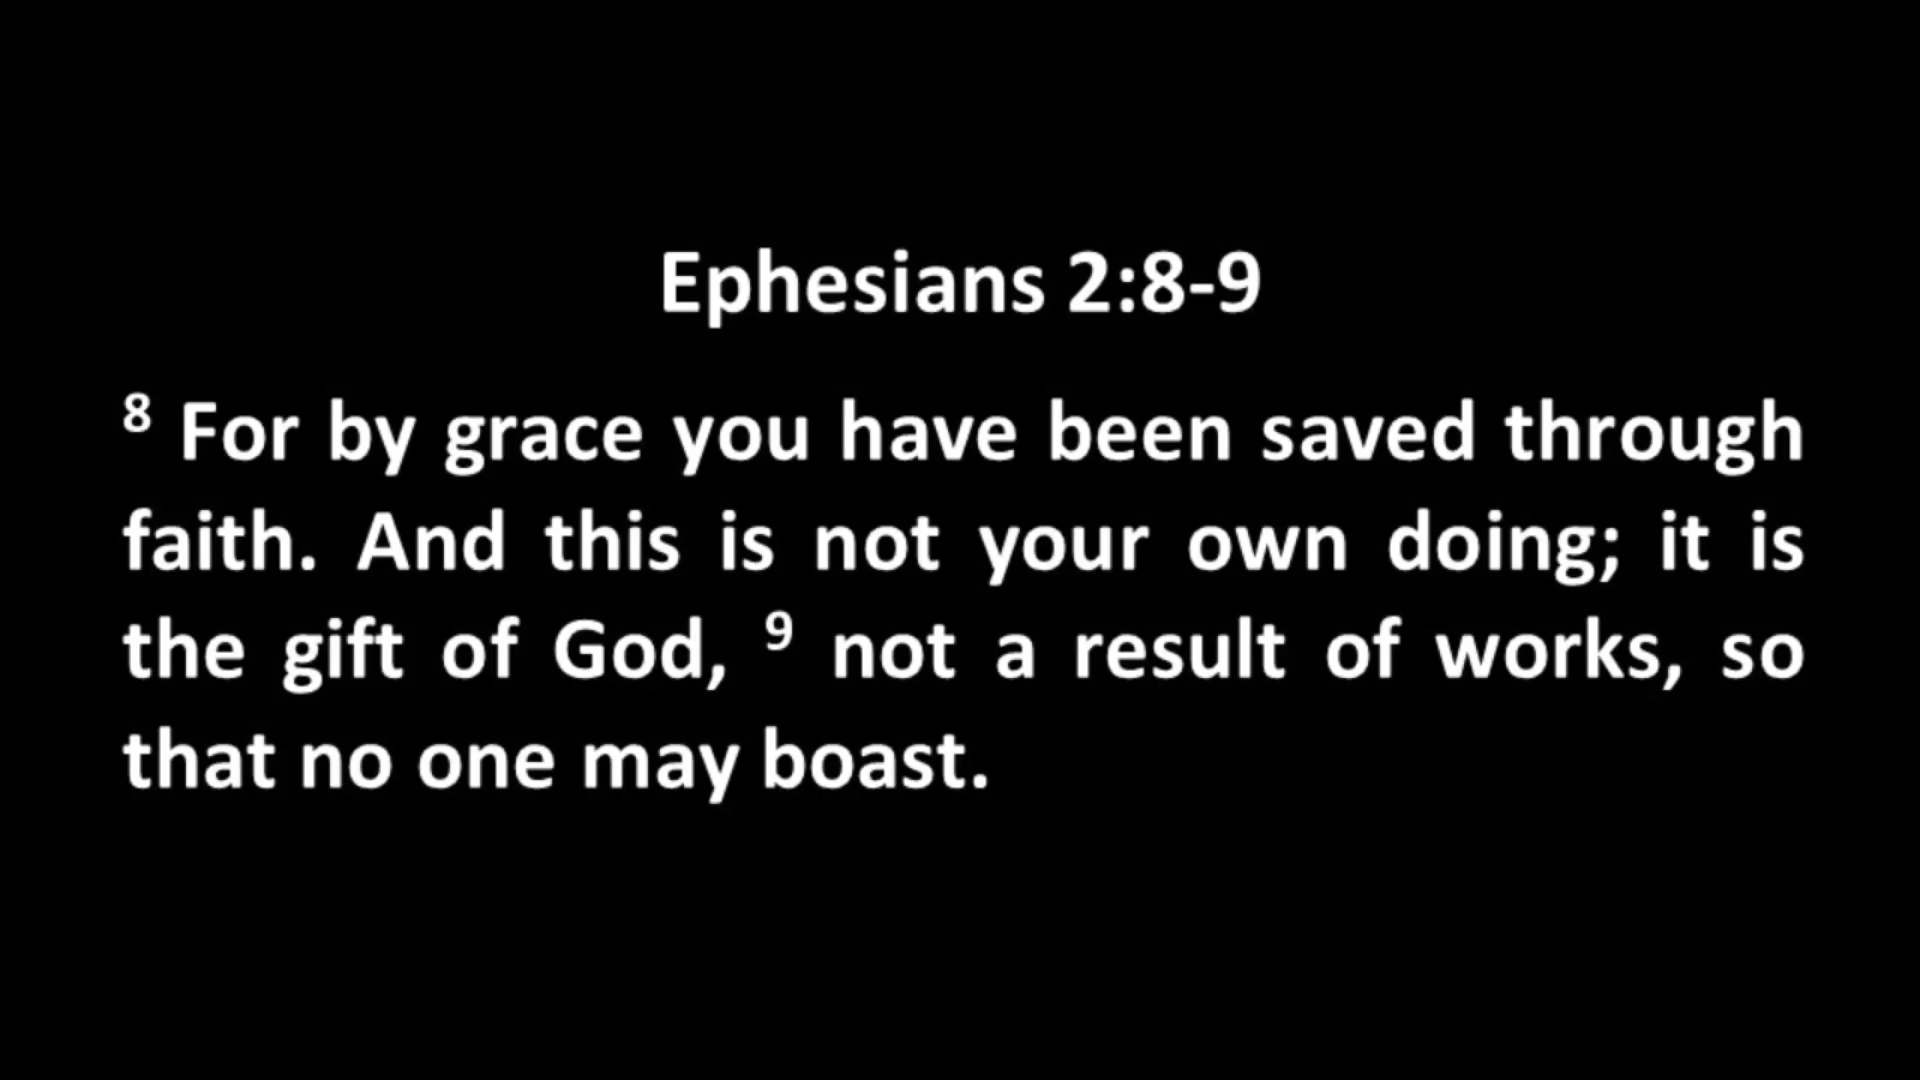 Ephesians 2:8-9
⁸ For by grace you have been saved through
faith. And this is not your own doing; it is
the gift of God, ⁹ not a result of works, so
that no one may boast.